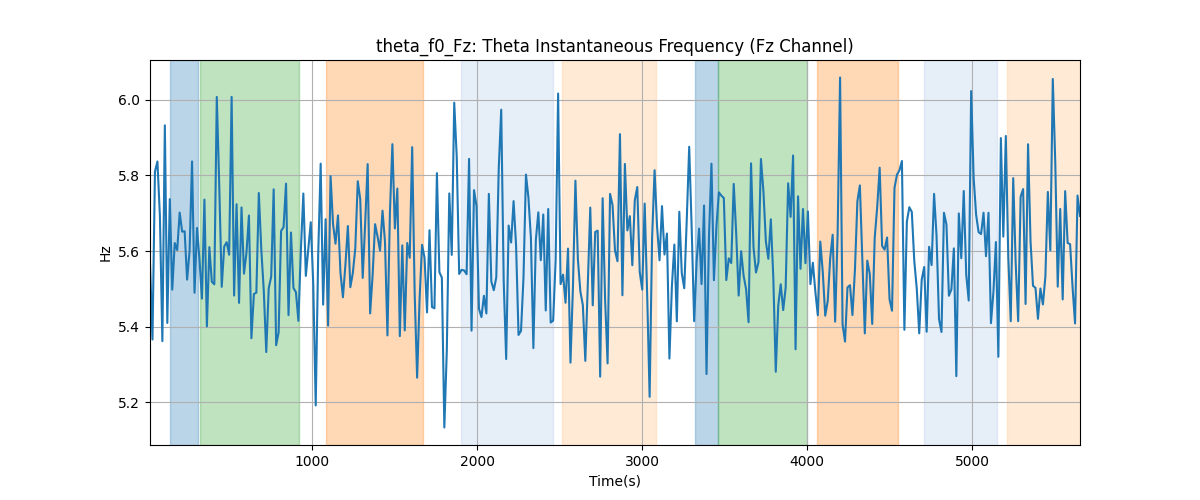 theta_f0_Fz: Theta Instantaneous Frequency (Fz Channel)
6.0
5.8
5.6
5.4
5.2
Hz
1000 2000 3000 4000 5000
Time(s)